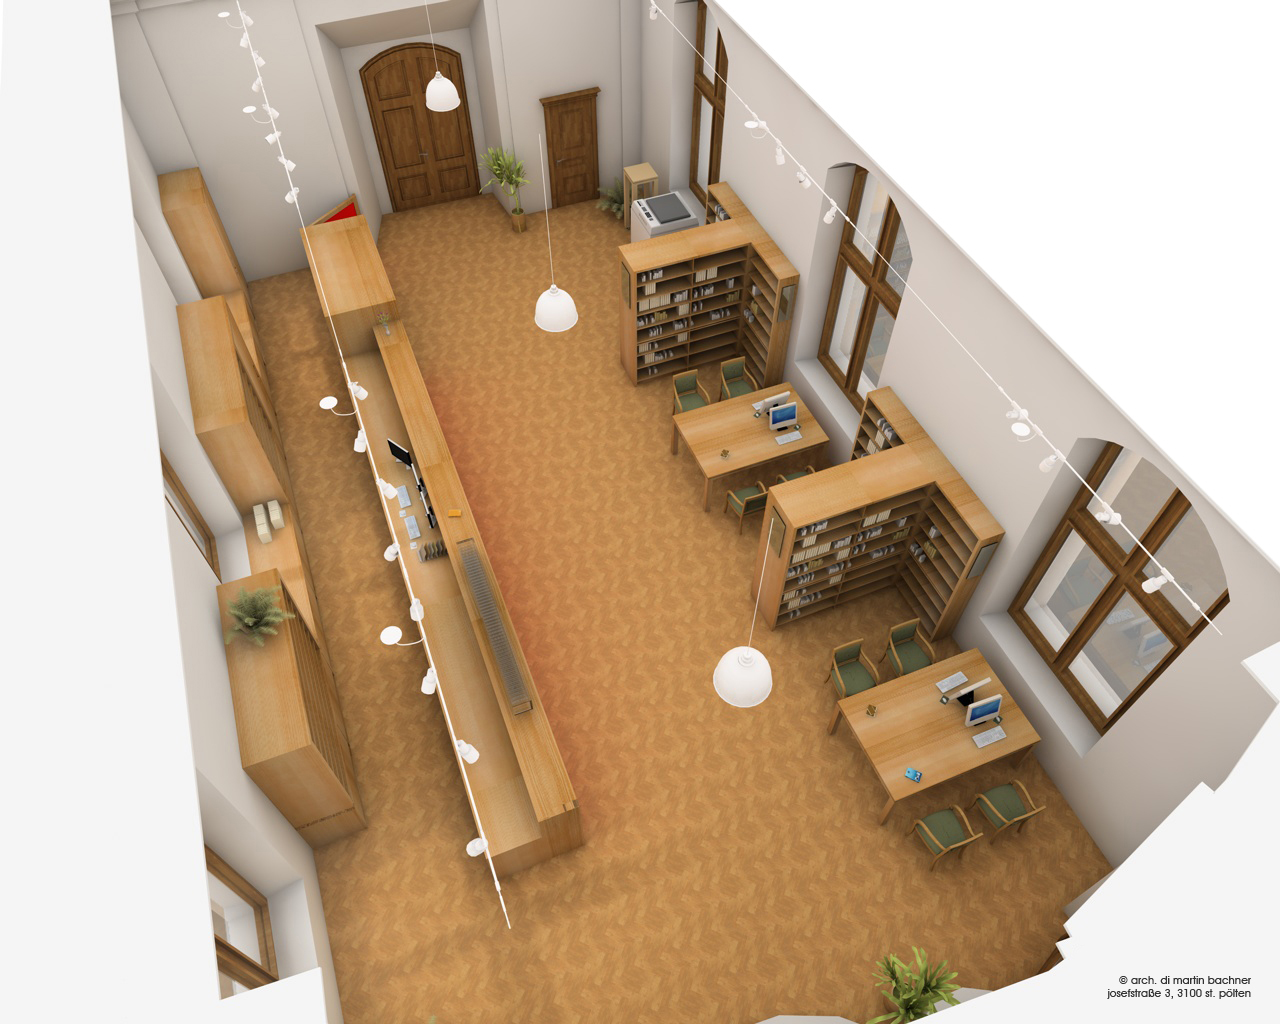 © arch. di martin bachner
josefstraße 3, 3100 st. pölten